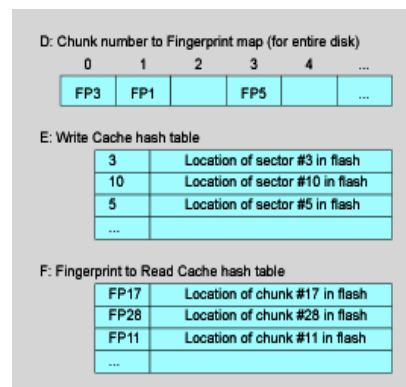 D: Chunk number to Fingerprint map (for entire disk)
0 1 2 3 4 ...
FP3 FP1 FP5 ...
E: Write Cache hash table
3 Location of sector #3 in flash
10 Location of sector #10 in flash
5 Location of sector #5 in flash
...
F: Fingerprint to Read Cache hash table
FP17 Location of chunk #17 in flash
FP28 Location of chunk #28 in flash
FP11 Location of chunk #11 in flash
...